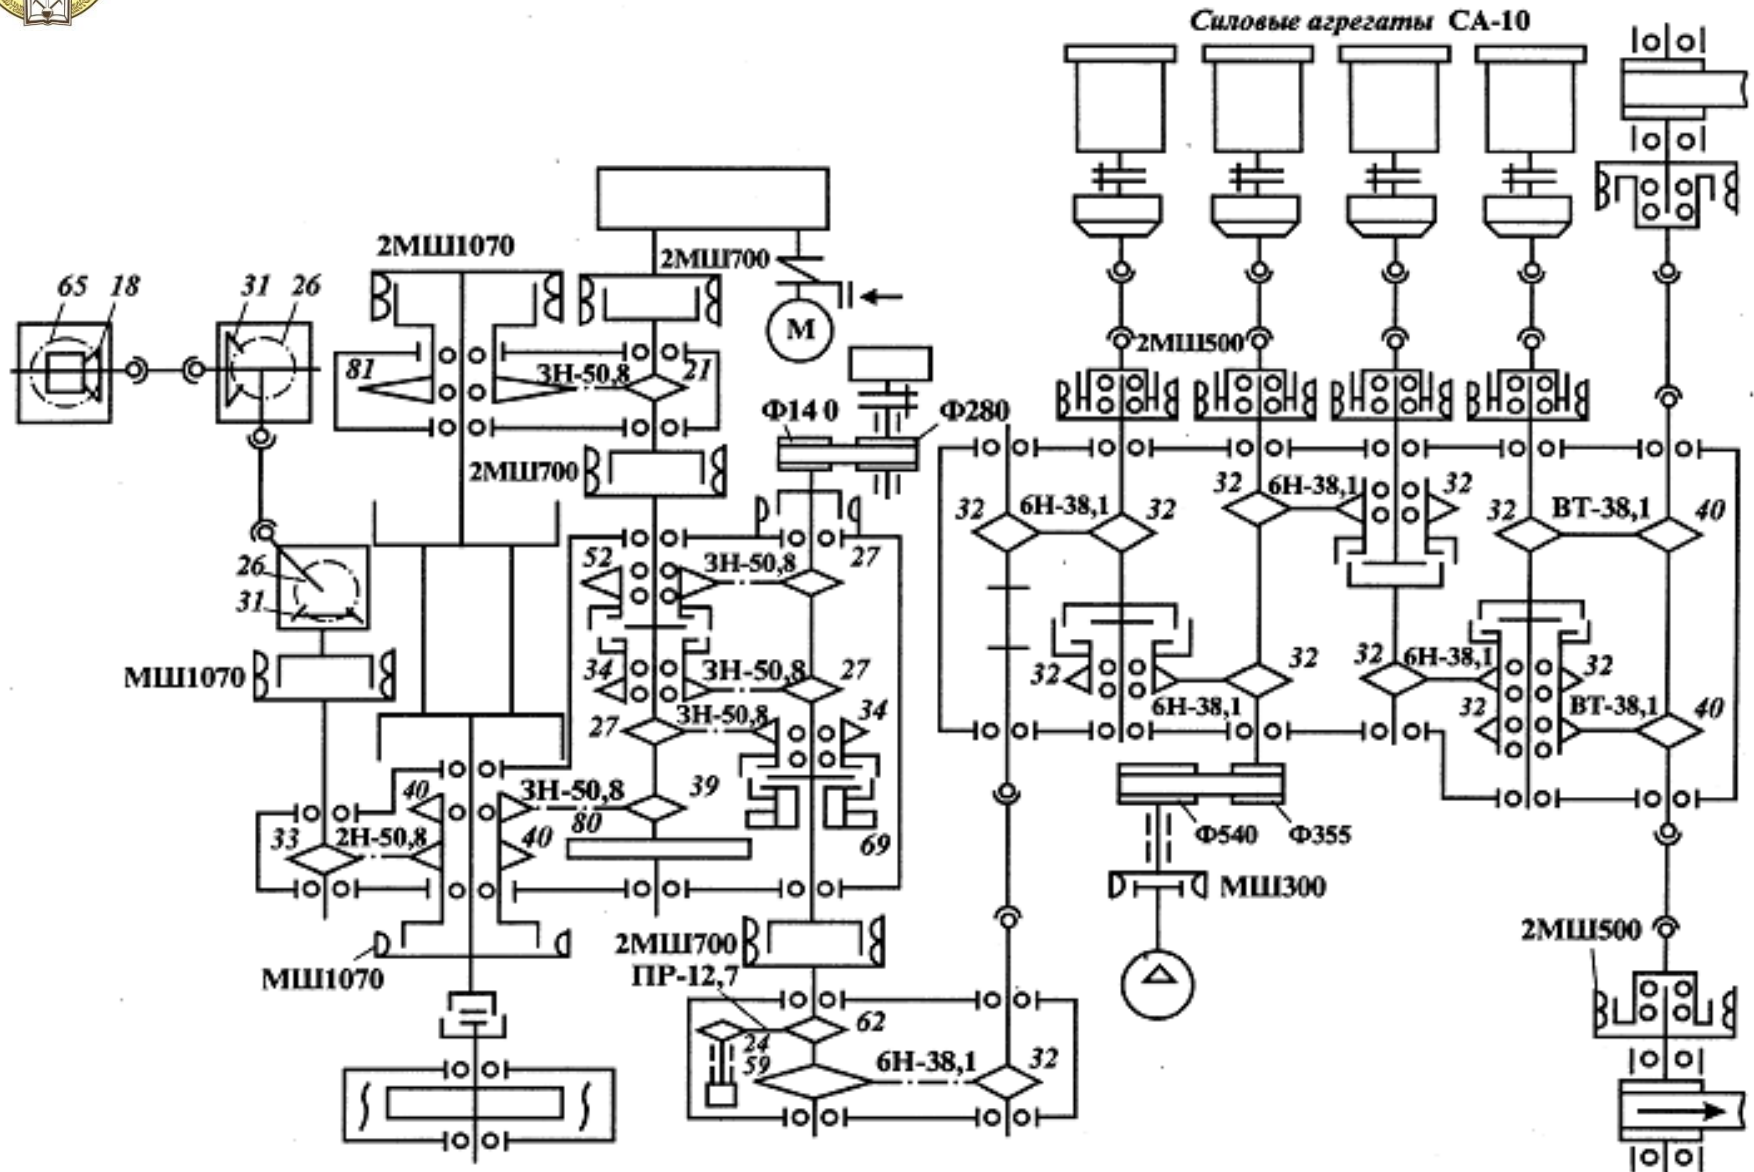 Силовые агрегаты СА-10
2МШ1070
2МШ700
65 18 31 26
М
2МШ500
81 3Н-50,8 21
Ф14 0 Ф280
2МШ700
32 6Н-38,1 32
32 6Н-38,1 32
32 ВТ-38,1 40
52 3Н-50,8 27
26
31
34 3Н-50,8 27
МШ1070
32 6Н-38,1 32
32 6Н-38,1 32
27 3Н-50,8 34
32 ВТ-38,1 40
40 3Н-50,8 39
80
33 2Н-50,8 40
69
Ф540 Ф355
МШ300
2МШ700
2МШ500
МШ1070
ПР-12,7
62
24
59 6Н-38,1 32